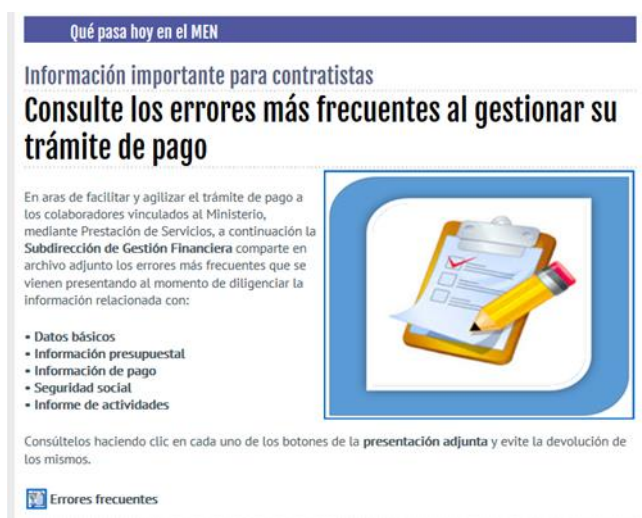 Qué pasa hoy en el MEN
Información importante para contratistas
Consulte los errores más frecuentes al gestionar su
trámite de pago
En aras de facilitar y agilizar el trámite de pago a
los colaboradores vinculados al Ministerio,
mediante Prestación de Servicios, a continuación la
Subdirección de Gestión Financiera comparte en
archivo adjunto los errores más frecuentes que se
vienen presentando al momento de diligenciar la
información relacionada con:
• Datos básicos
• Información presupuestal
• Información de pago
• Seguridad social
• Informe de actividades
Consúltelos haciendo clic en cada uno de los botones de la presentación adjunta y evite la devolución de
los mismos.
Errores frecuentes